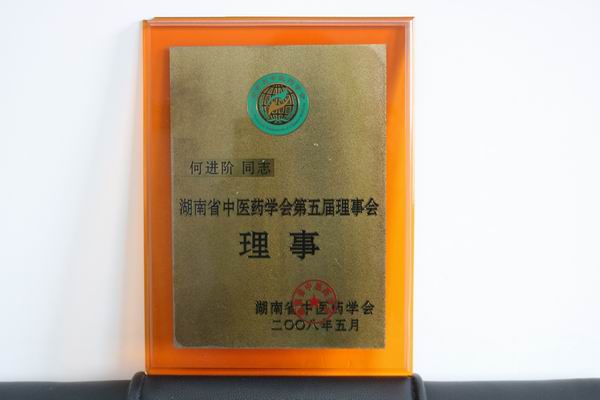 何进阶 同志
湖南省中医药学会第五届理事会
理事
湖南省中医药学会
二〇〇八年五月